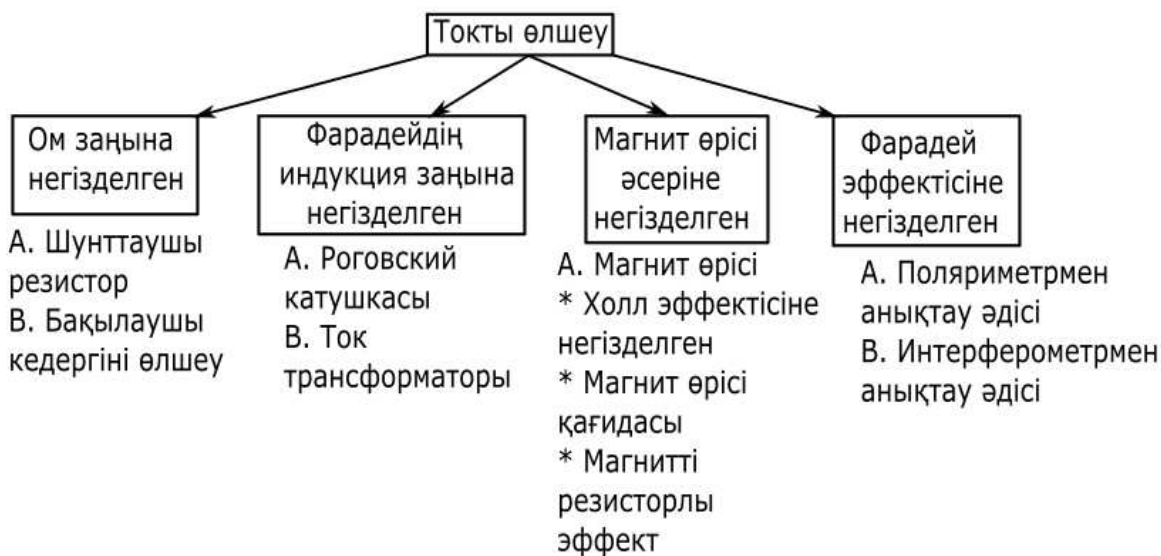 Токты өлшеу
Ом заңына
негізделген
А. Шунттаушы
резистор
В. Бақылаушы
кедергіні өлшеу
Фарадейдің
индукция заңына
негізделген
А. Роговский
катушкасы
В. Ток
трансформаторы
Магнит өрісі
әсеріне
негізделген
А. Магнит өрісі
* Холл эффектісіне
негізделген
* Магнит өрісі
қағидасы
* Магнитті
резисторлы
эффект
Фарадей
эффектісіне
негізделген
А. Поляриметрмен
анықтау әдісі
В. Интерферометрмен
анықтау әдісі